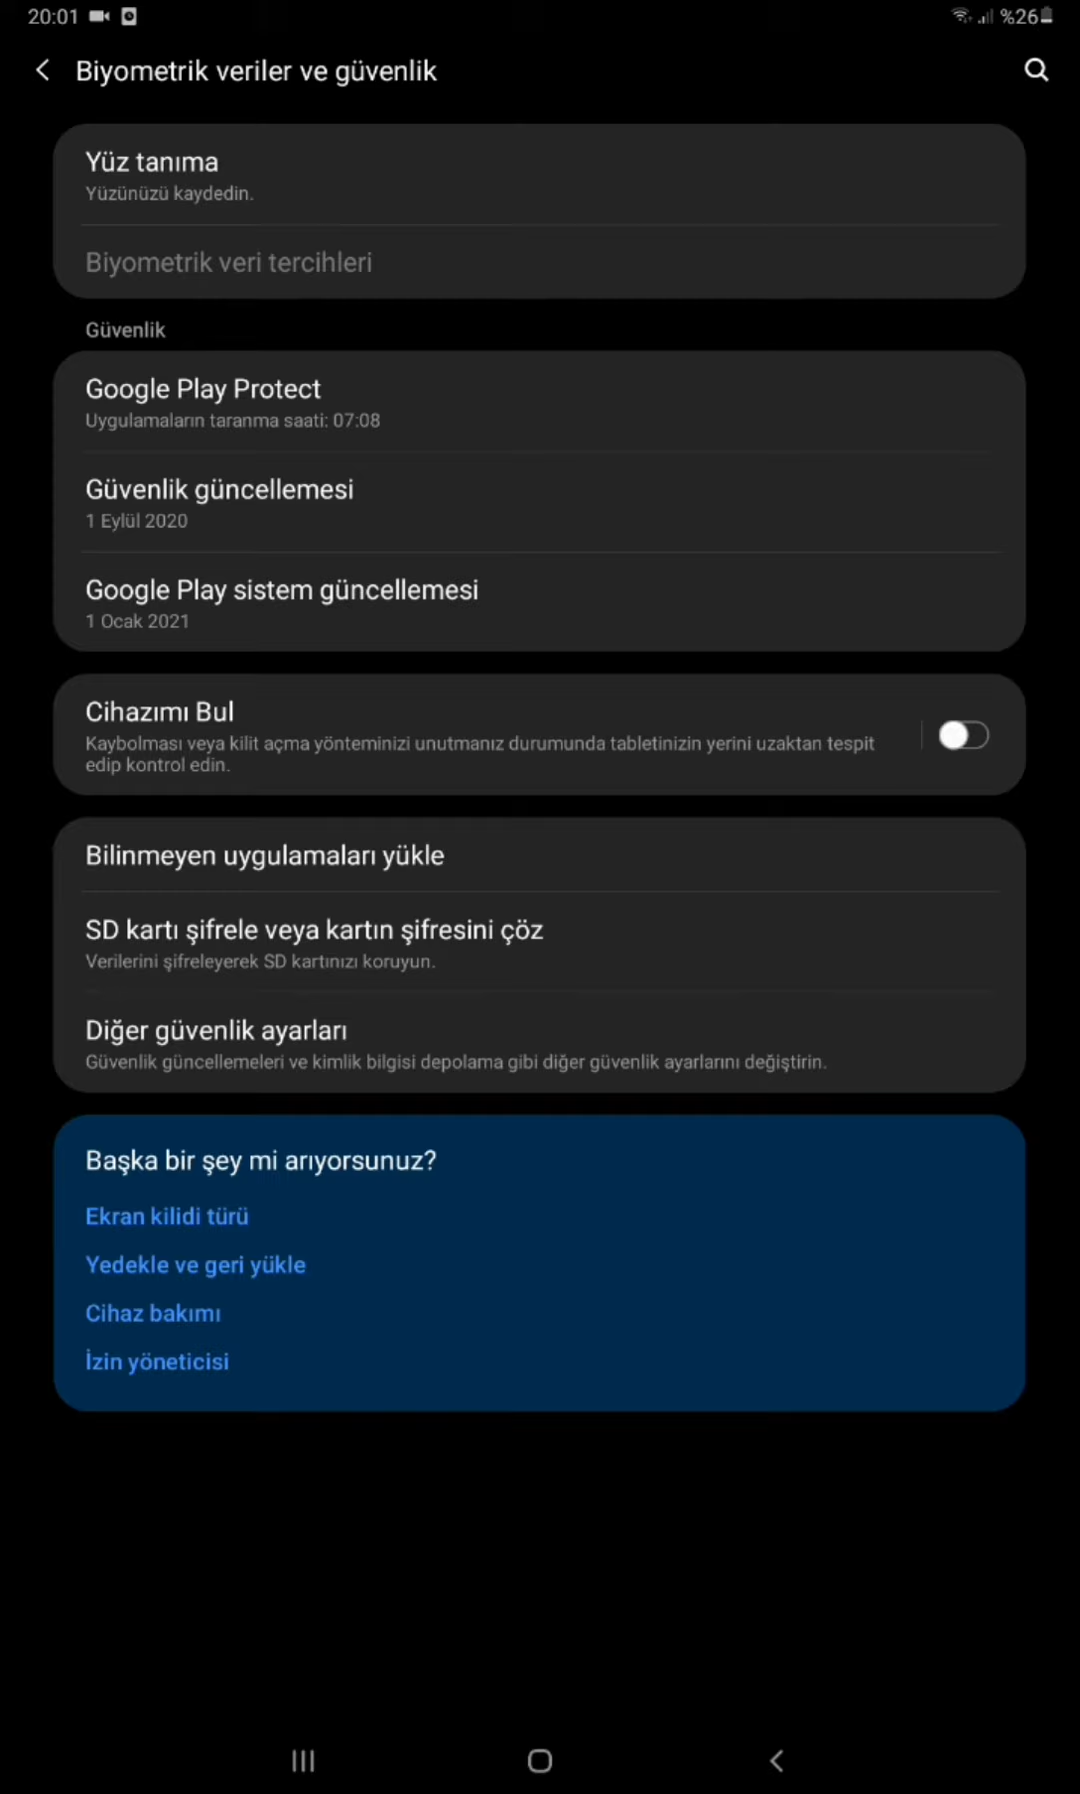 20:01 %26
Biyometrik veriler ve güvenlik
Yüz tanıma
Yüzünüzü kaydedin.
Biyometrik veri tercihleri
Güvenlik
Google Play Protect
Uygulamaların taranma saati: 07:08
Güvenlik güncellemesi
1 Eylül 2020
Google Play sistem güncellemesi
1 Ocak 2021
Cihazımı Bul
Kaybolması veya kilit açma yönteminizi unutmanız durumunda tabletinizin yerini uzaktan tespit
edip kontrol edin.
Bilinmeyen uygulamaları yükle
SD kartı şifrele veya kartın şifresini çöz
Verilerini şifreleyerek SD kartınızı koruyun.
Diğer güvenlik ayarları
Güvenlik güncellemeleri ve kimlik bilgisi depolama gibi diğer güvenlik ayarlarını değiştirin.
Başka bir şey mi arıyorsunuz?
Ekran kilidi türü
Yedekle ve geri yükle
Cihaz bakımı
İzin yöneticisi